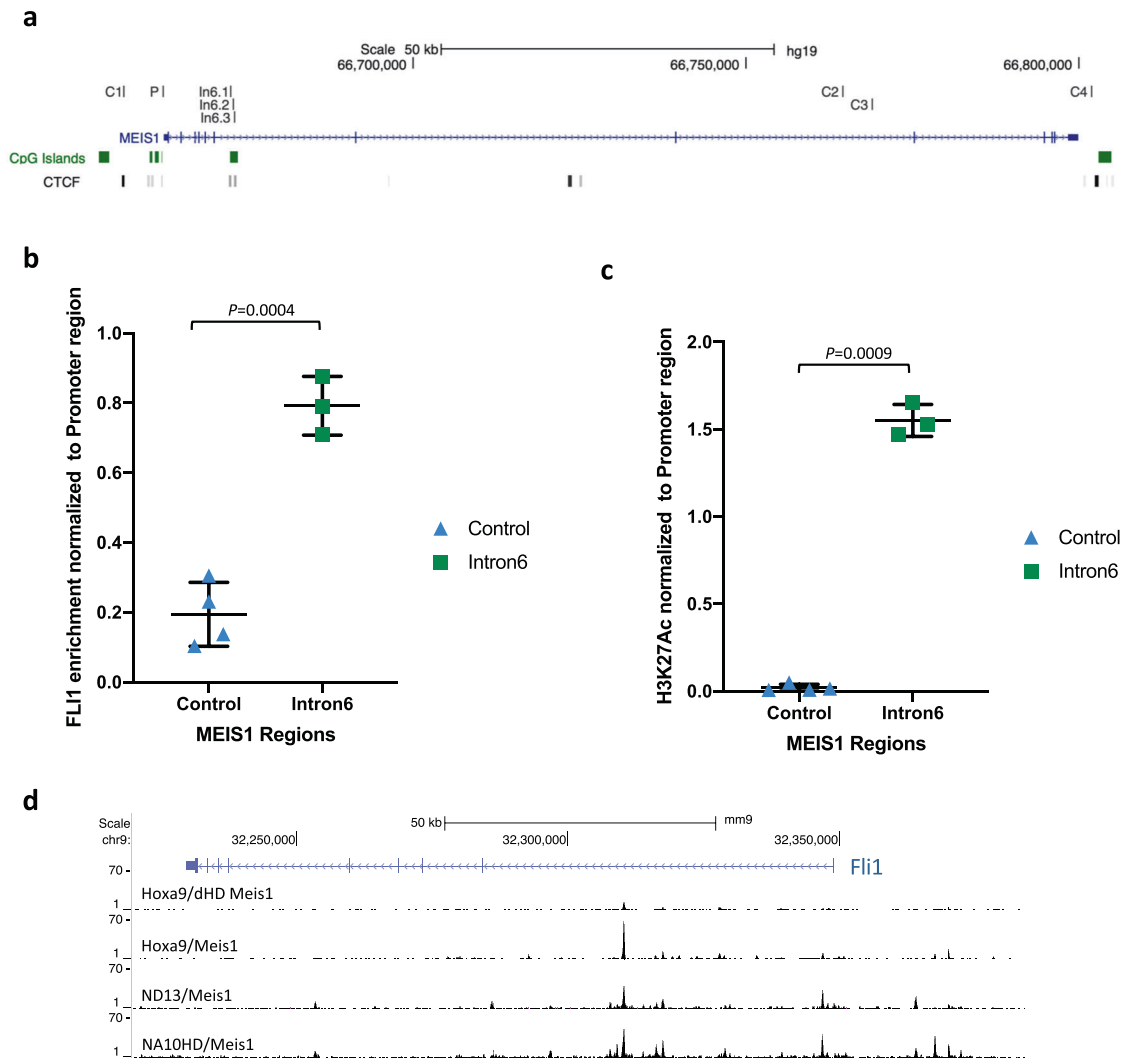 a
Scale 50 kb hg19
66,700,000 66,750,000 66,800,000
C1 P In6.1 C2 C4
In6.2 C3
In6.3
MEIS1
CpG Islands
CTCF
b
P=0.0004
FLI1 enrichment normalized to Promoter region
1.0
0.8
0.6
0.4
0.2
0.0
Control Intron6
MEIS1 Regions
Control
Intron6
c
P=0.0009
H3K27Ac normalized to Promoter region
2.0
1.5
1.0
0.5
0.0
Control Intron6
MEIS1 Regions
Control
Intron6
d
Scale 50 kb mm9
chr9: 32,250,000 32,300,000 32,350,000
Fli1
70
Hoxa9/dHD Meis1
1
70
Hoxa9/Meis1
1
70
ND13/Meis1
1
70
NA10HD/Meis1
1